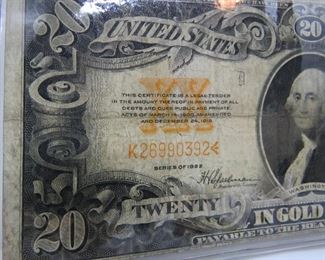 UNITED STATES
20
XX
THIS CERTIFICATE IS A LEGAL TENDER
IN THE AMOUNT THEREOF IN PAYMENT OF ALL
DEBTS AND DUES PUBLIC AND PRIVATE
ACTS OF MARCH 14, 1900, AS AMENDED
AND DECEMBER 24, 1919.
K26990392
SERIES OF 1922
WASHINGTON
TWENTY
IN GOLD
20
PAYABLE TO THE